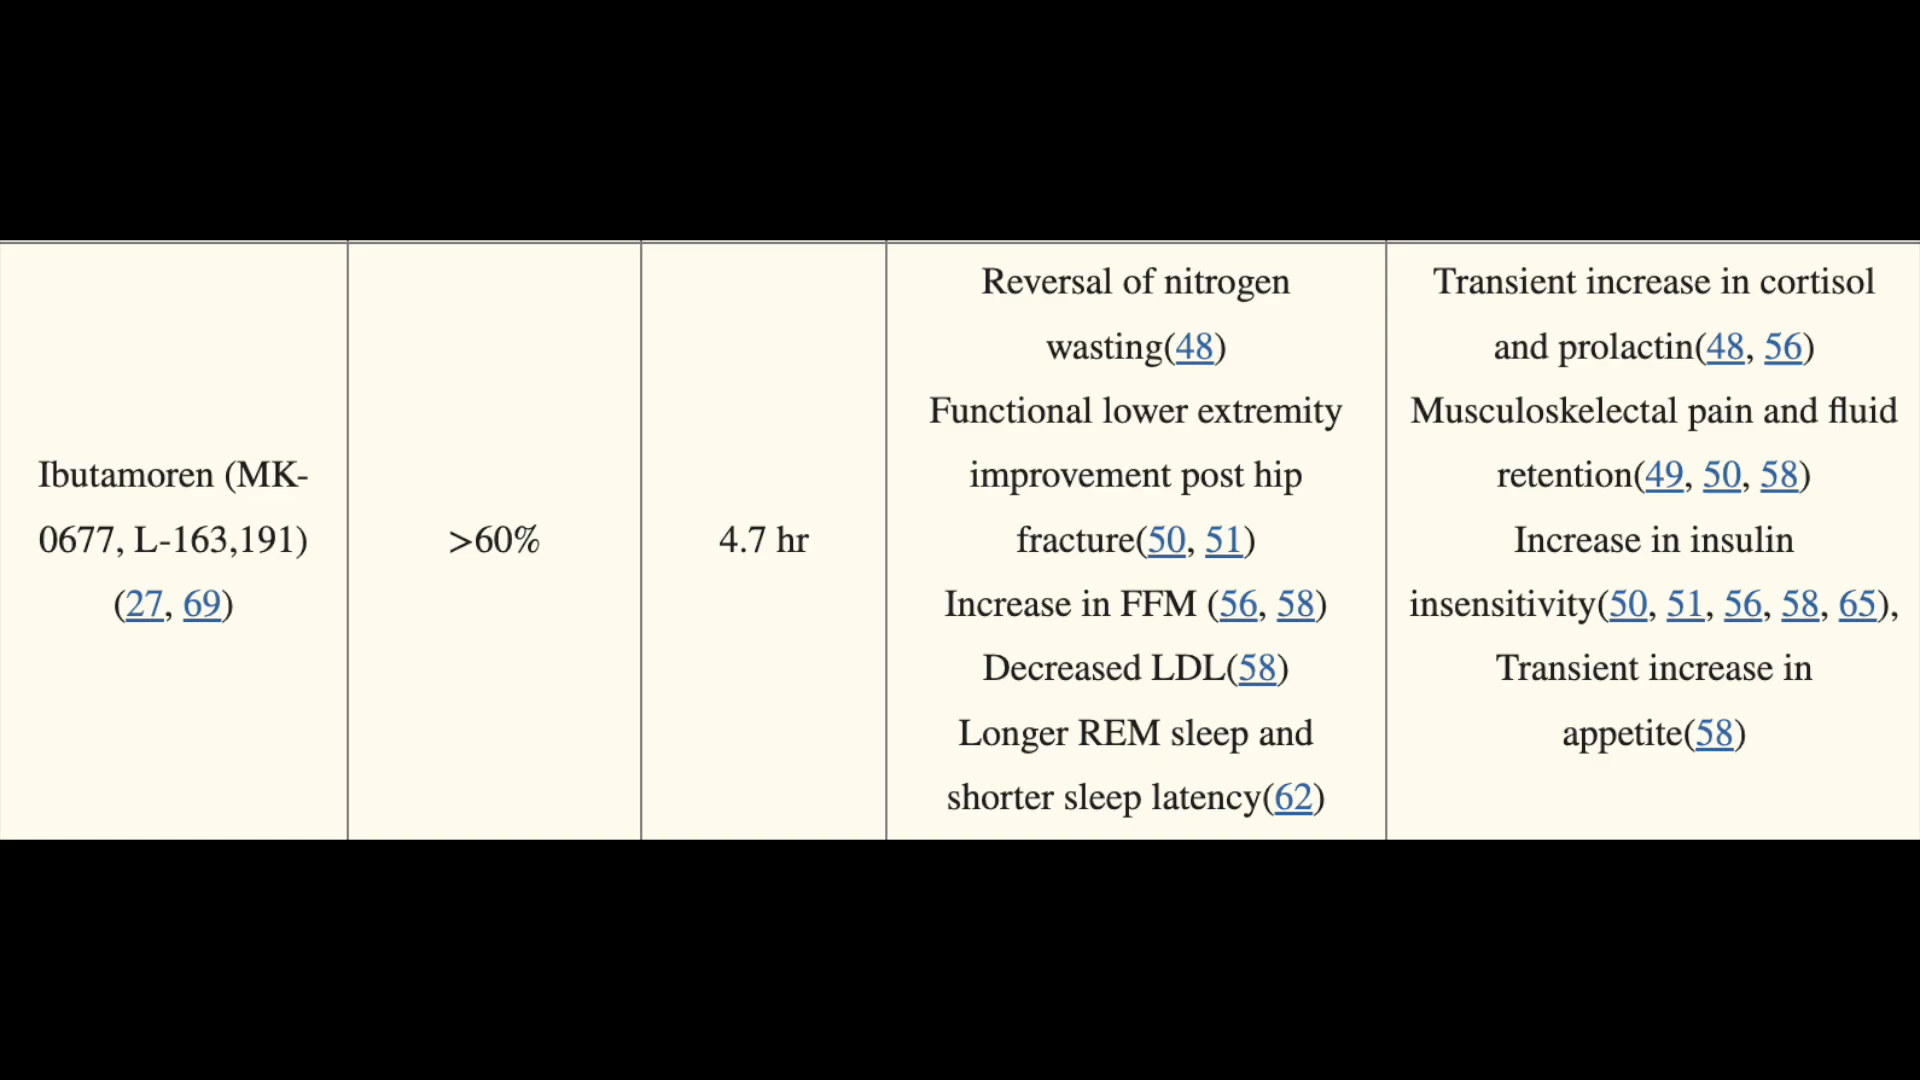 Ibutamoren (MK-
0677, L-163,191)
(27, 69)
>60%
4.7 hr
Reversal of nitrogen
wasting(48)
Functional lower extremity
improvement post hip
fracture(50, 51)
Increase in FFM (56, 58)
Decreased LDL(58)
Longer REM sleep and
shorter sleep latency(62)
Transient increase in cortisol
and prolactin(48, 56)
Musculoskelectal pain and fluid
retention(49, 50, 58)
Increase in insulin
insensitivity(50, 51, 56, 58, 65),
Transient increase in
appetite(58)